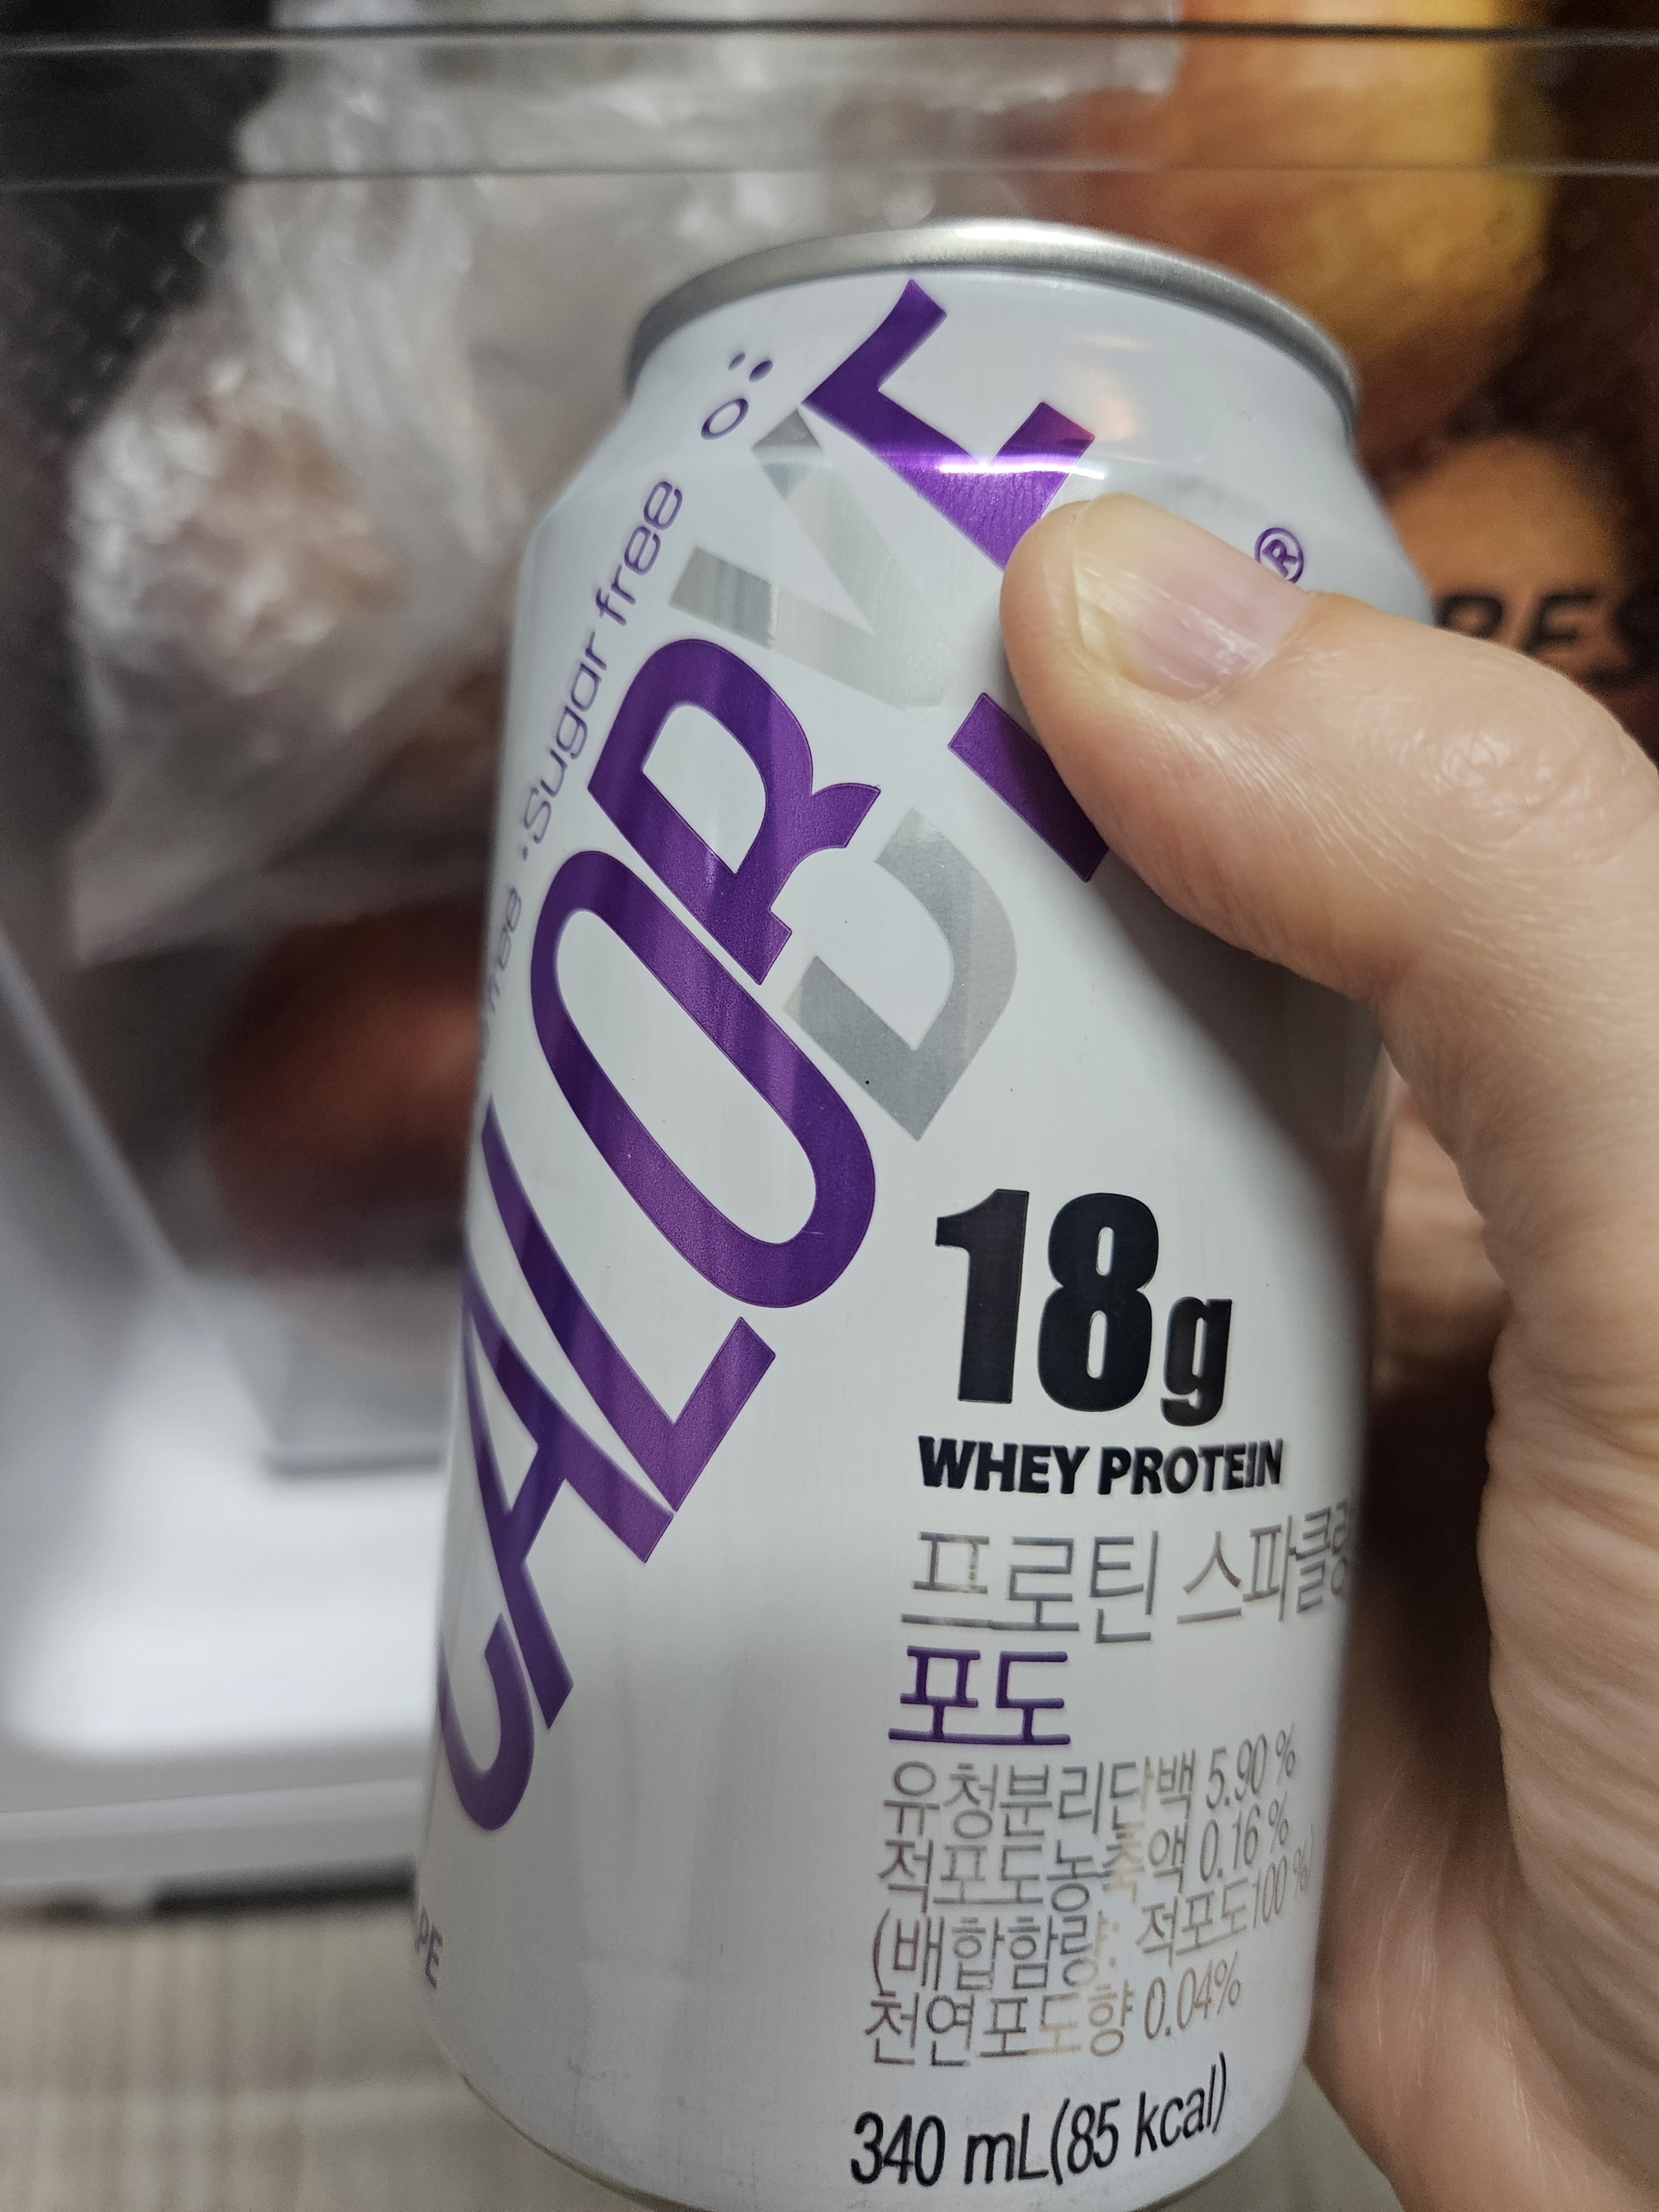 Sugar free
free
CALOR
18g
WHEY PROTEIN
프로틴 스파클링
포도
유청분리단백 5.90 %
적포도농축액 0.16 %
(배합함량: 적포도100 %)
천연포도향 0.04%
340 mL(85 kcal)